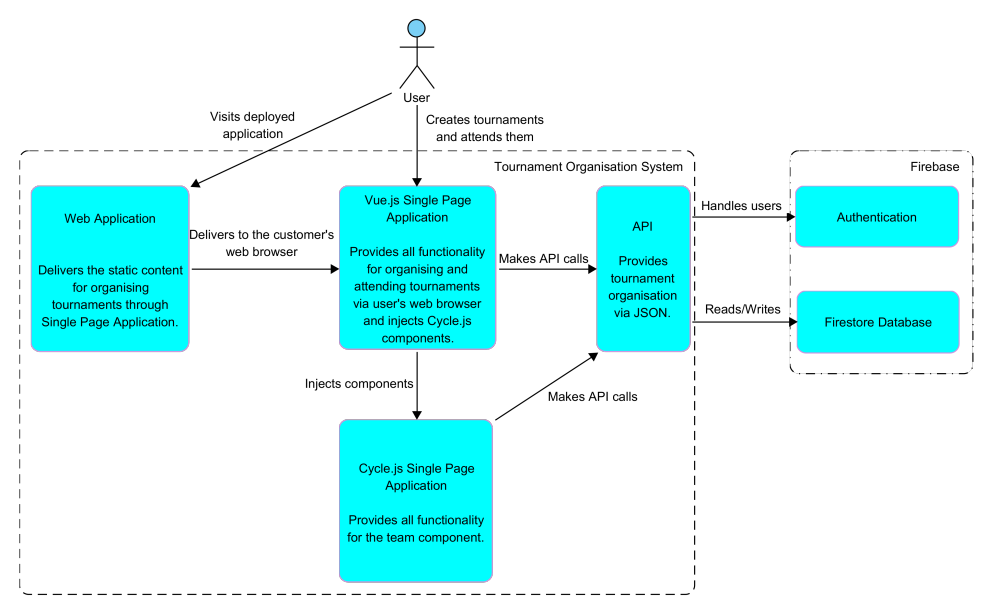 User
Visits deployed
application
Creates tournaments
and attends them
Tournament Organisation System
Firebase
Web Application
Delivers the static content
for organising
tournaments through
Single Page Application.
Delivers to the customer's
web browser
Vue.js Single Page
Application
Provides all functionality
for organising and
attending tournaments
via user's web browser
and injects Cycle.js
components.
Makes API calls
API
Provides
tournament
organisation
via JSON.
Handles users
Authentication
Reads/Writes
Firestore Database
Injects components
Makes API calls
Cycle.js Single Page
Application
Provides all functionality
for the team component.